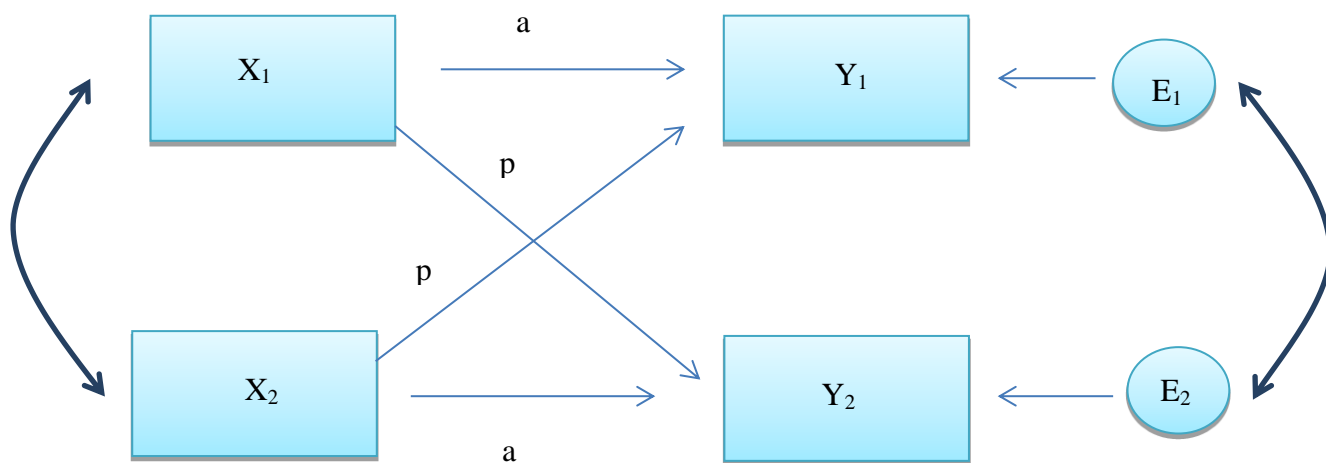 a
X₁
Y₁
E₁
p
p
X₂
Y₂
E₂
a